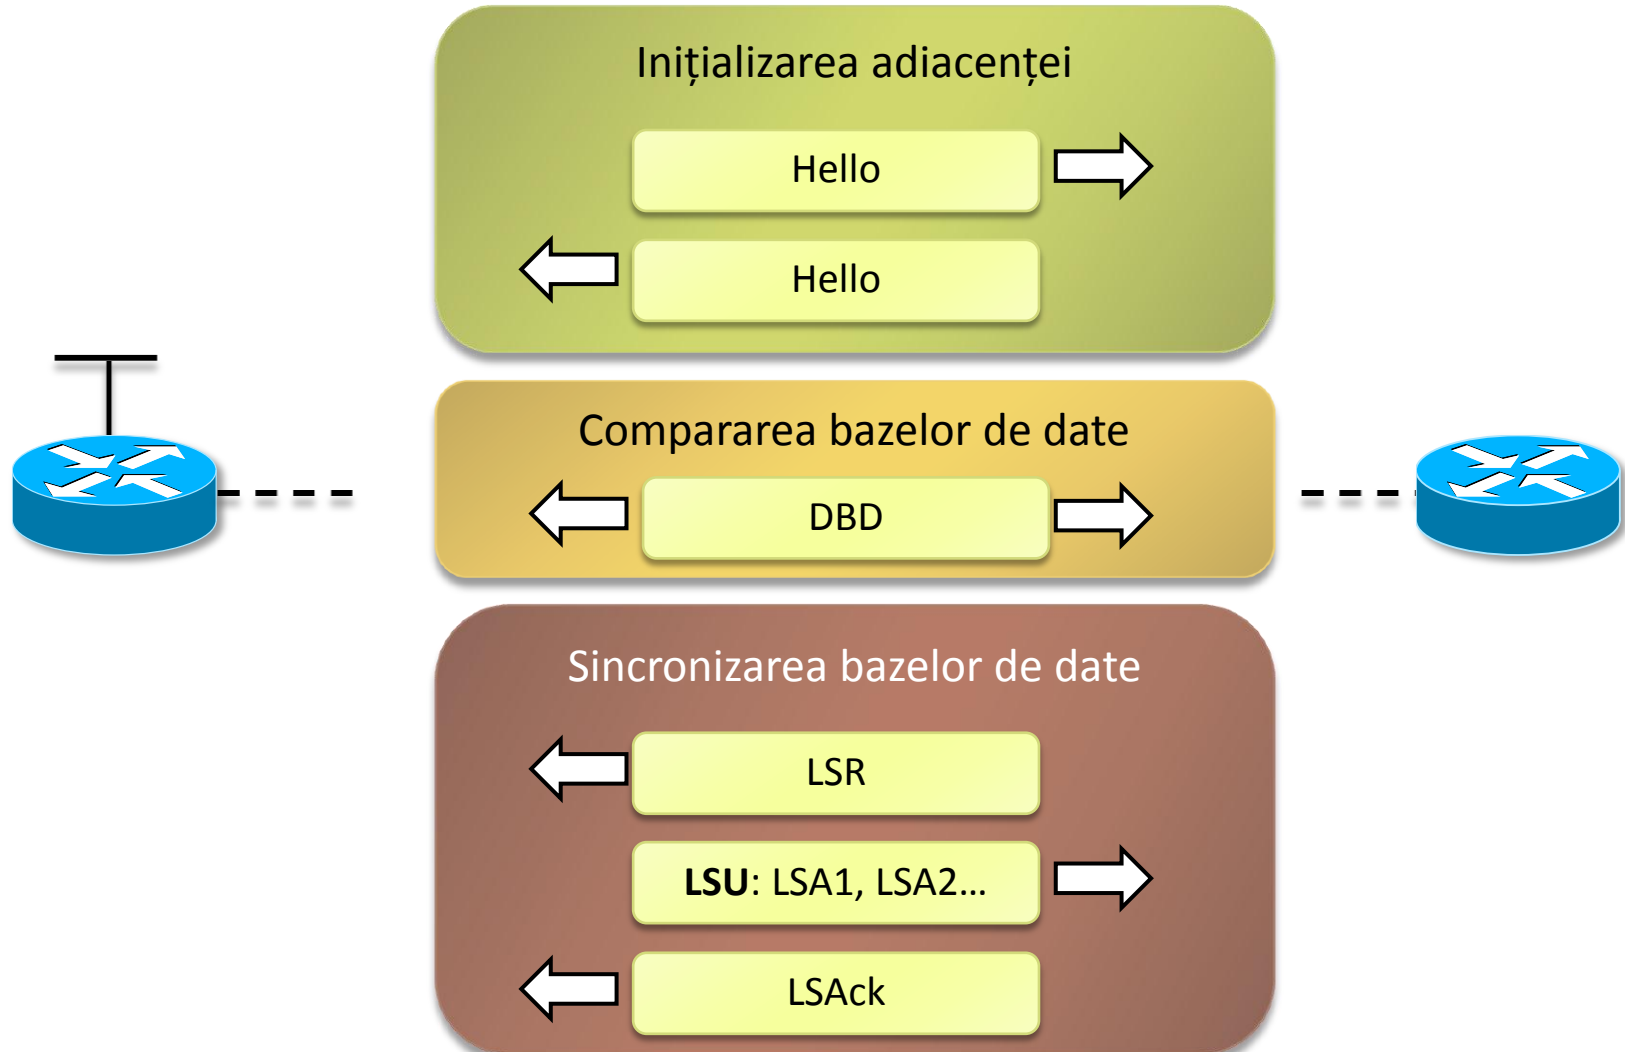 Inițializarea adiacenței
Hello
Hello
Compararea bazelor de date
DBD
Sincronizarea bazelor de date
LSR
LSU: LSA1, LSA2...
LSAck